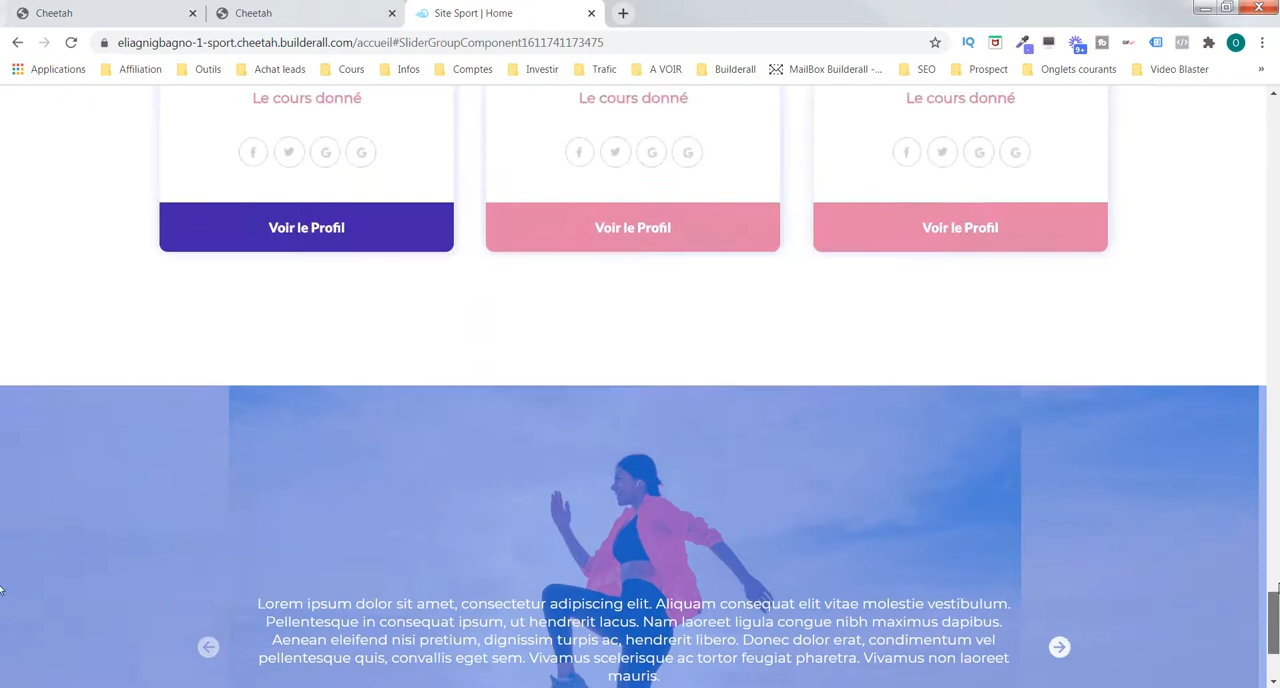 Cheetah
Cheetah
Site Sport | Home
eliagnigbagno-1-sport.cheetah.builderall.com/accueil#SliderGroupComponent1611741173475
IQ
9+
O
Applications
Affiliation
Outils
Achat leads
Cours
Infos
Comptes
Investir
Trafic
A VOIR
Builderall
MailBox Builderall -...
SEO
Prospect
Onglets courants
Video Blaster
»
Le cours donné
Le cours donné
Le cours donné
Voir le Profil
Voir le Profil
Voir le Profil
Lorem ipsum dolor sit amet, consectetur adipiscing elit. Aliquam consequat elit vitae molestie vestibulum.
Pellentesque in consequat ipsum, ut hendrerit lacus. Nam laoreet ligula congue nibh maximus dapibus.
Aenean eleifend nisi pretium, dignissim turpis ac, hendrerit libero. Donec dolor erat, condimentum vel
pellentesque quis, convallis eget sem. Vivamus scelerisque ac tortor feugiat pharetra. Vivamus non laoreet
mauris.